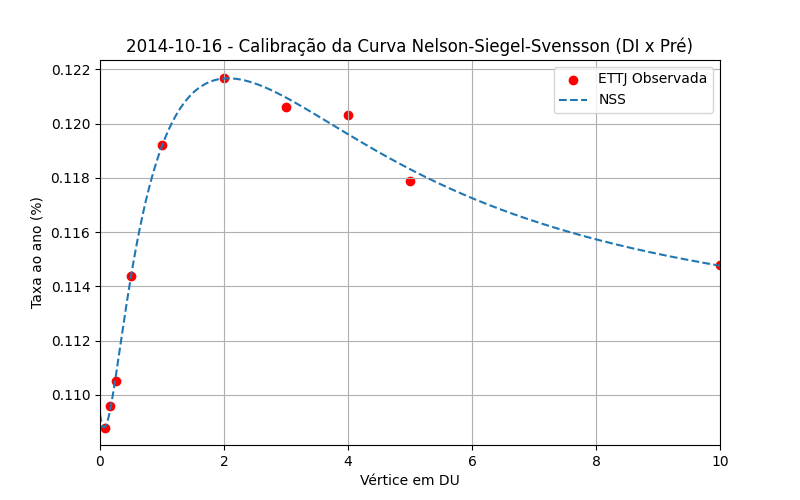 2014-10-16 - Calibração da Curva Nelson-Siegel-Svensson (DI x Pré)
ETTJ Observada
NSS
Taxa ao ano (%)
0.122
0.120
0.118
0.116
0.114
0.112
0.110
0 2 4 6 8 10
Vértice em DU